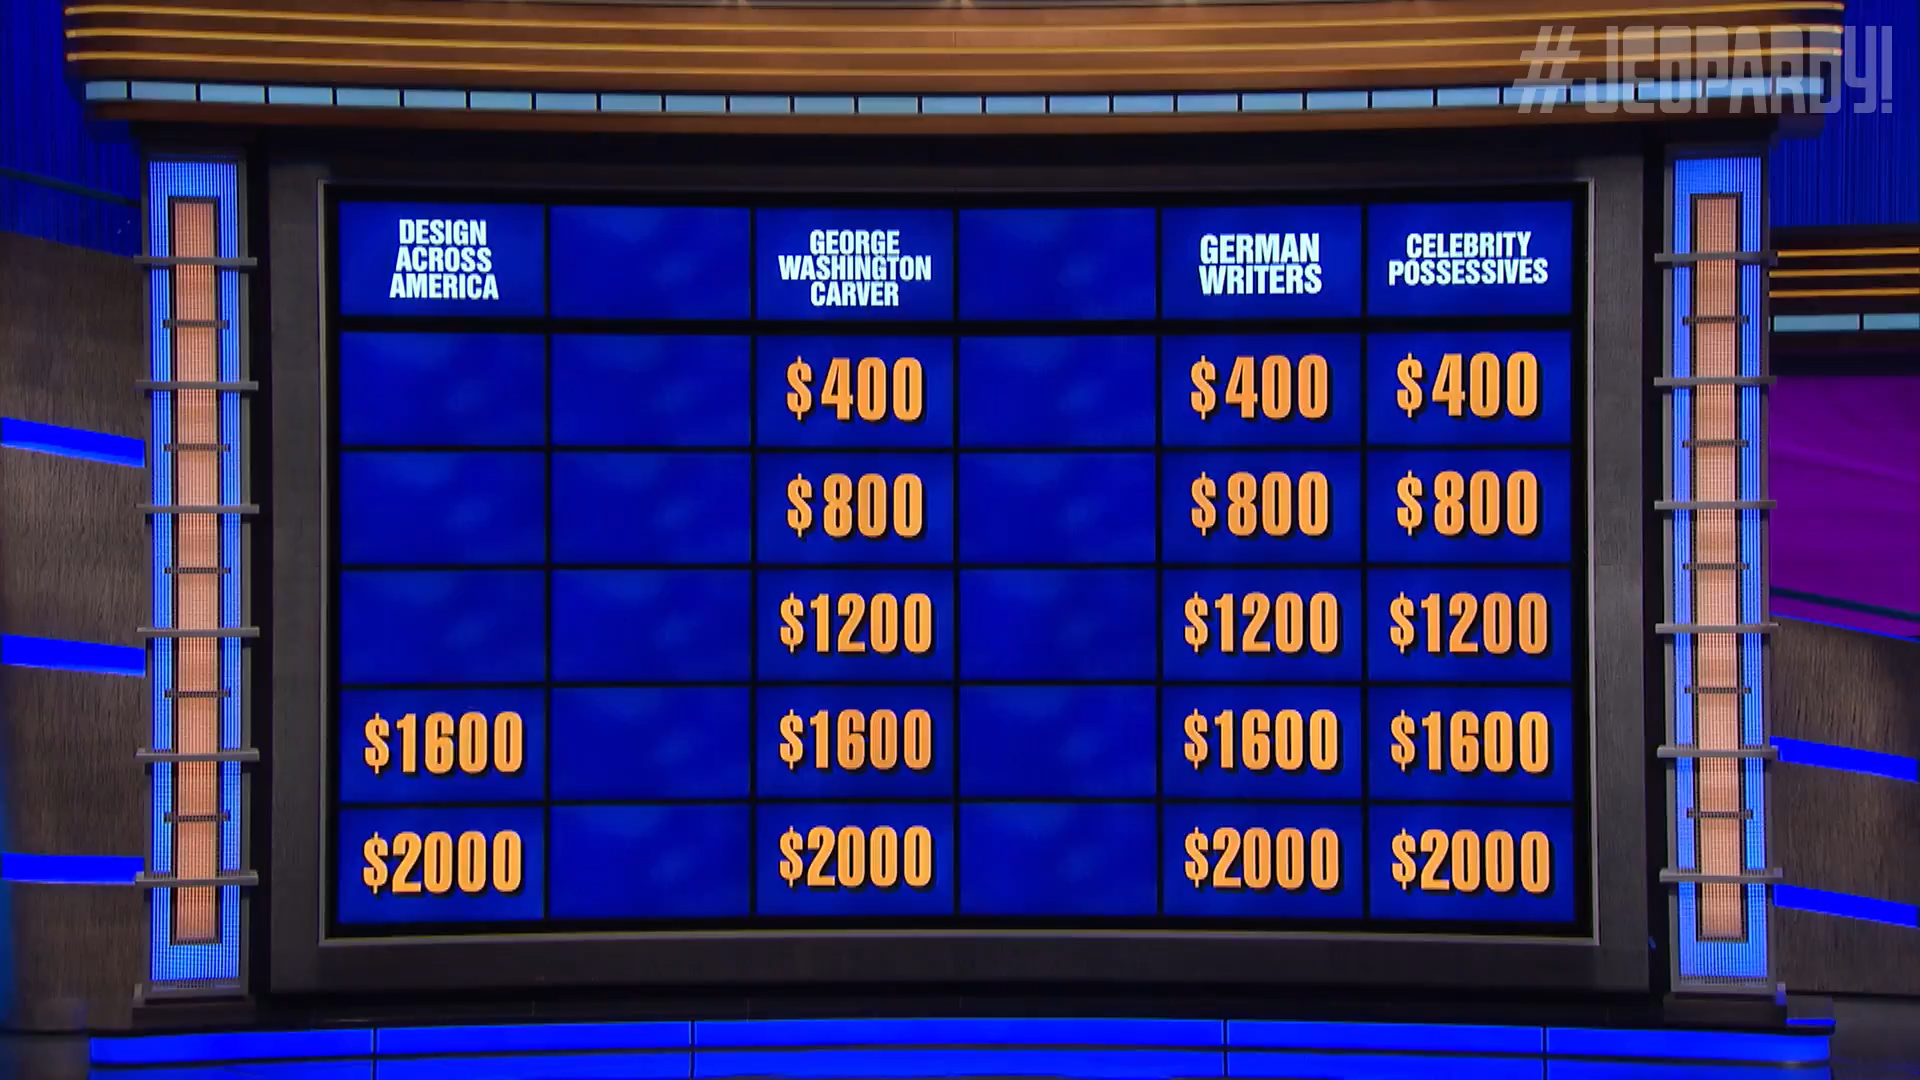 #JEOPARDY!
DESIGN
ACROSS
AMERICA
GEORGE
WASHINGTON
CARVER
GERMAN
WRITERS
CELEBRITY
POSSESSIVES
$400
$400
$400
$800
$800
$800
$1200
$1200
$1200
$1600
$1600
$1600
$1600
$2000
$2000
$2000
$2000